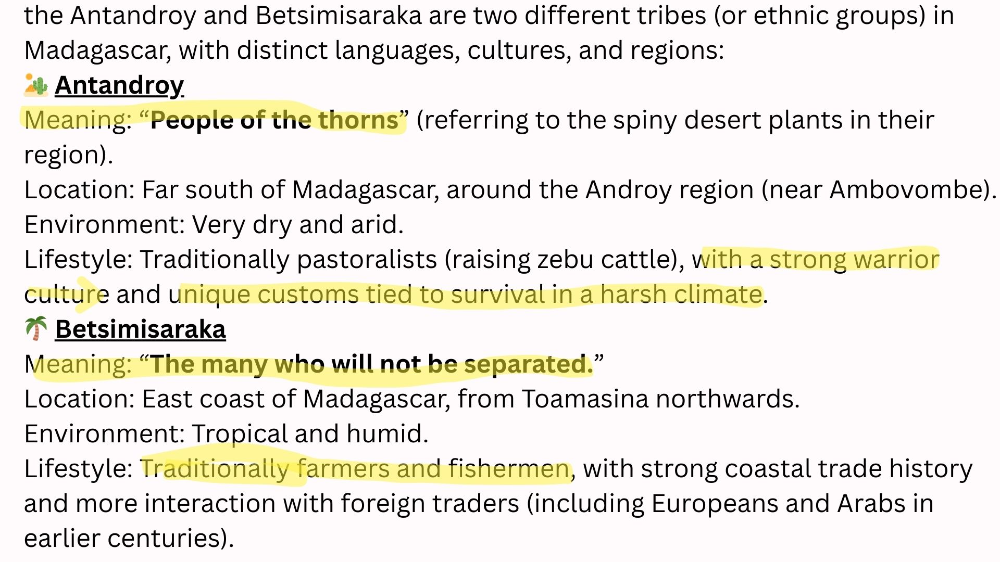 the Antandroy and Betsimisaraka are two different tribes (or ethnic groups) in
Madagascar, with distinct languages, cultures, and regions:
🏜️ Antandroy
Meaning: “People of the thorns” (referring to the spiny desert plants in their
region).
Location: Far south of Madagascar, around the Androy region (near Ambovombe).
Environment: Very dry and arid.
Lifestyle: Traditionally pastoralists (raising zebu cattle), with a strong warrior
culture and unique customs tied to survival in a harsh climate.
🌴 Betsimisaraka
Meaning: “The many who will not be separated.”
Location: East coast of Madagascar, from Toamasina northwards.
Environment: Tropical and humid.
Lifestyle: Traditionally farmers and fishermen, with strong coastal trade history
and more interaction with foreign traders (including Europeans and Arabs in
earlier centuries).